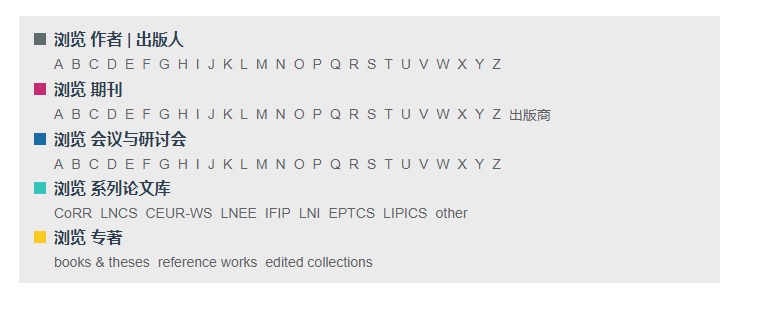 浏览 作者 | 出版人
A B C D E F G H I J K L M N O P Q R S T U V W X Y Z
浏览 期刊
A B C D E F G H I J K L M N O P Q R S T U V W X Y Z 出版商
浏览 会议与研讨会
A B C D E F G H I J K L M N O P Q R S T U V W X Y Z
浏览 系列论文库
CoRR LNCS CEUR-WS LNEE IFIP LNI EPTCS LIPICS other
浏览 专著
books & theses reference works edited collections